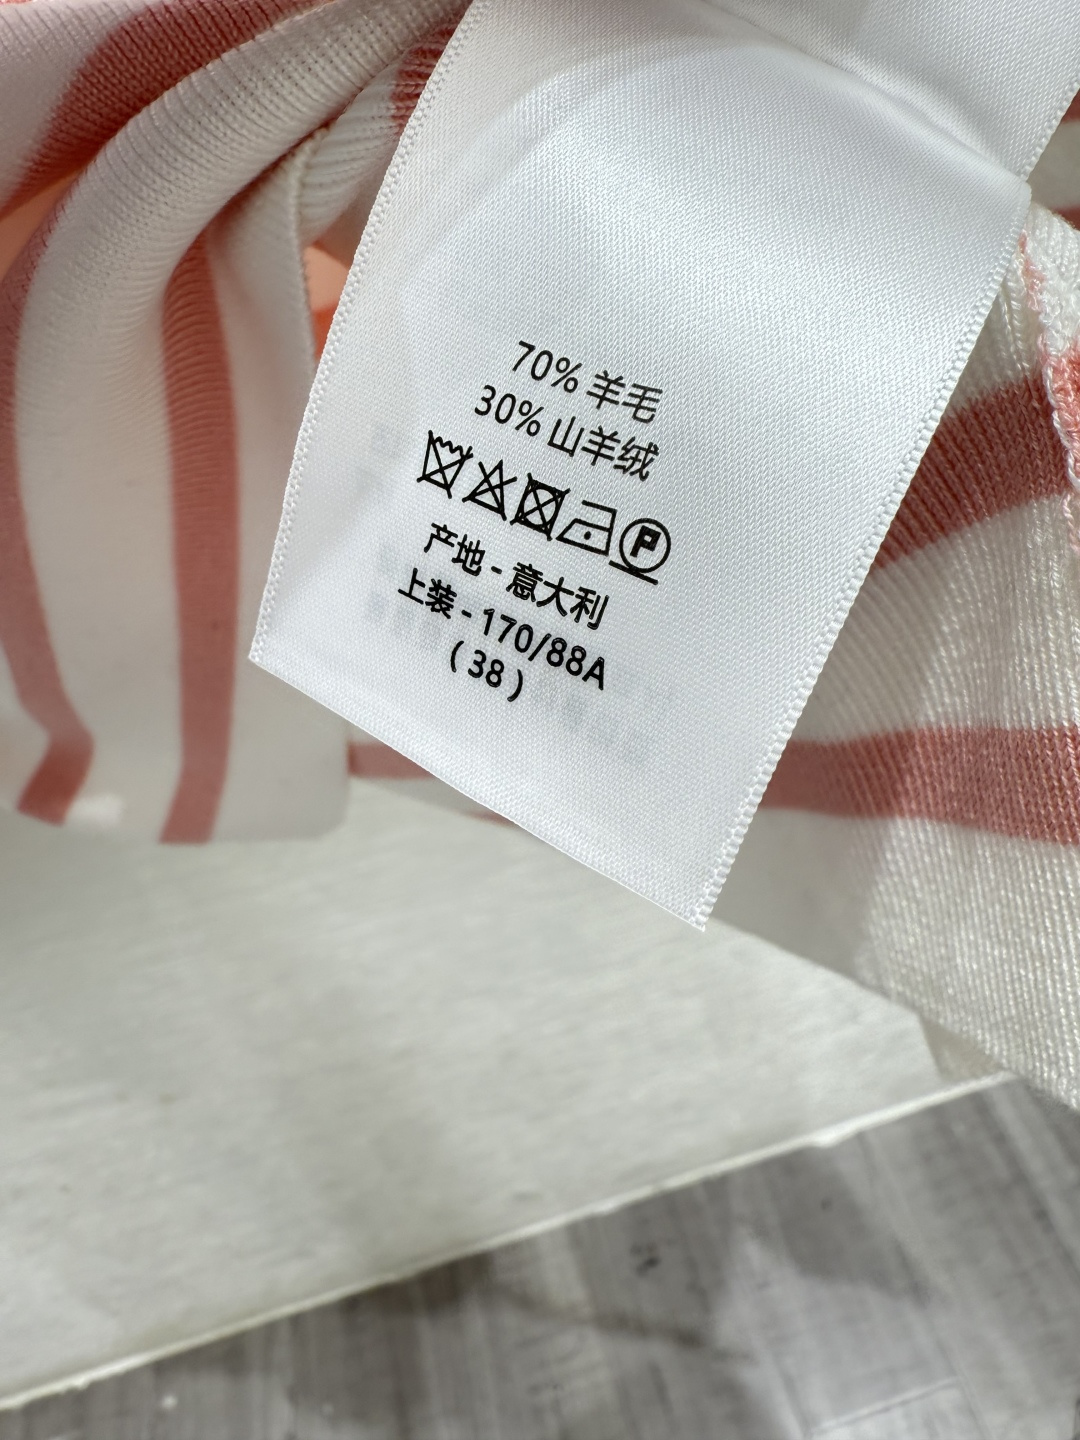 70% 羊毛
30% 山羊绒
P
产地 - 意大利
上装 - 170/88A
( 38 )